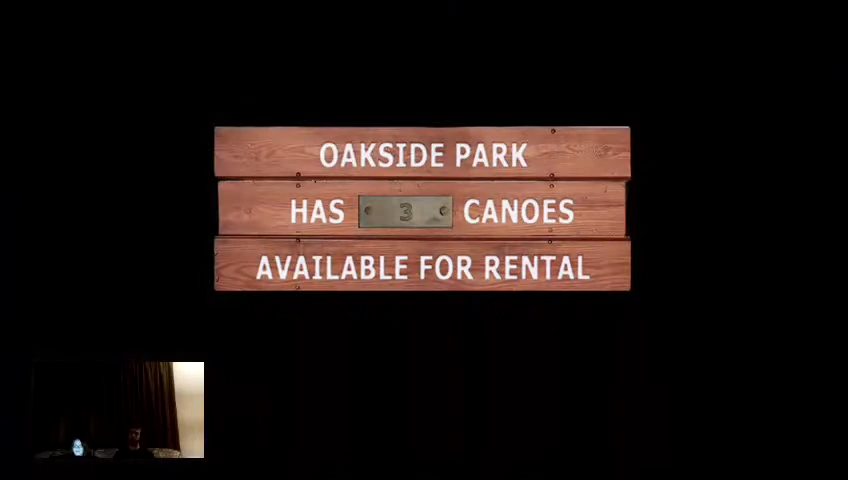 OAKSIDE PARK
HAS 3 CANOES
AVAILABLE FOR RENTAL